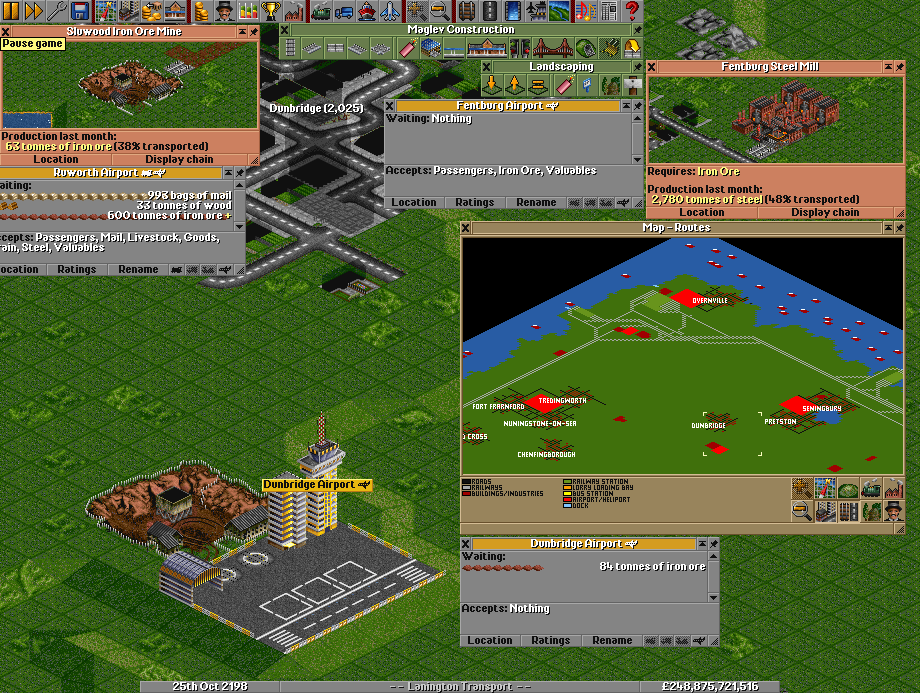 Sluwood Iron Ore Mine
Pause game
Production last month:
63 tonnes of iron ore (38% transported)
Location
Display chain
Ruworth Airport
aiting:
993 bags of mail
33 tonnes of wood
600 tonnes of iron ore +
cepts: Passengers, Mail, Livestock, Goods,
rain, Steel, Valuables
ocation
Ratings
Rename
Maglev Construction
Landscaping
Dunbridge (2,025)
Fentburg Airport
Waiting: Nothing
Accepts: Passengers, Iron Ore, Valuables
Location
Ratings
Rename
Fentburg Steel Mill
Requires: Iron Ore
Production last month:
2,780 tonnes of steel (48% transported)
Location
Display chain
Map - Routes
OVERNVILLE
FORT FRARNFORD
TREDINGWORTH
NUNINGSTONE-ON-SEA
CROSS
CHENFINGBOROUGH
DUNBRIDGE
PRETSTON
SENINGBURY
ROADS
RAILWAYS
BUILDINGS/INDUSTRIES
RAILWAY STATION
LORRY LOADING BAY
BUS STATION
AIRPORT/HELIPORT
DOCK
Dunbridge Airport
Dunbridge Airport
Waiting:
84 tonnes of iron ore
Accepts: Nothing
Location
Ratings
Rename
25th Oct 2198
-- Lanington Transport --
£248,875,721,516